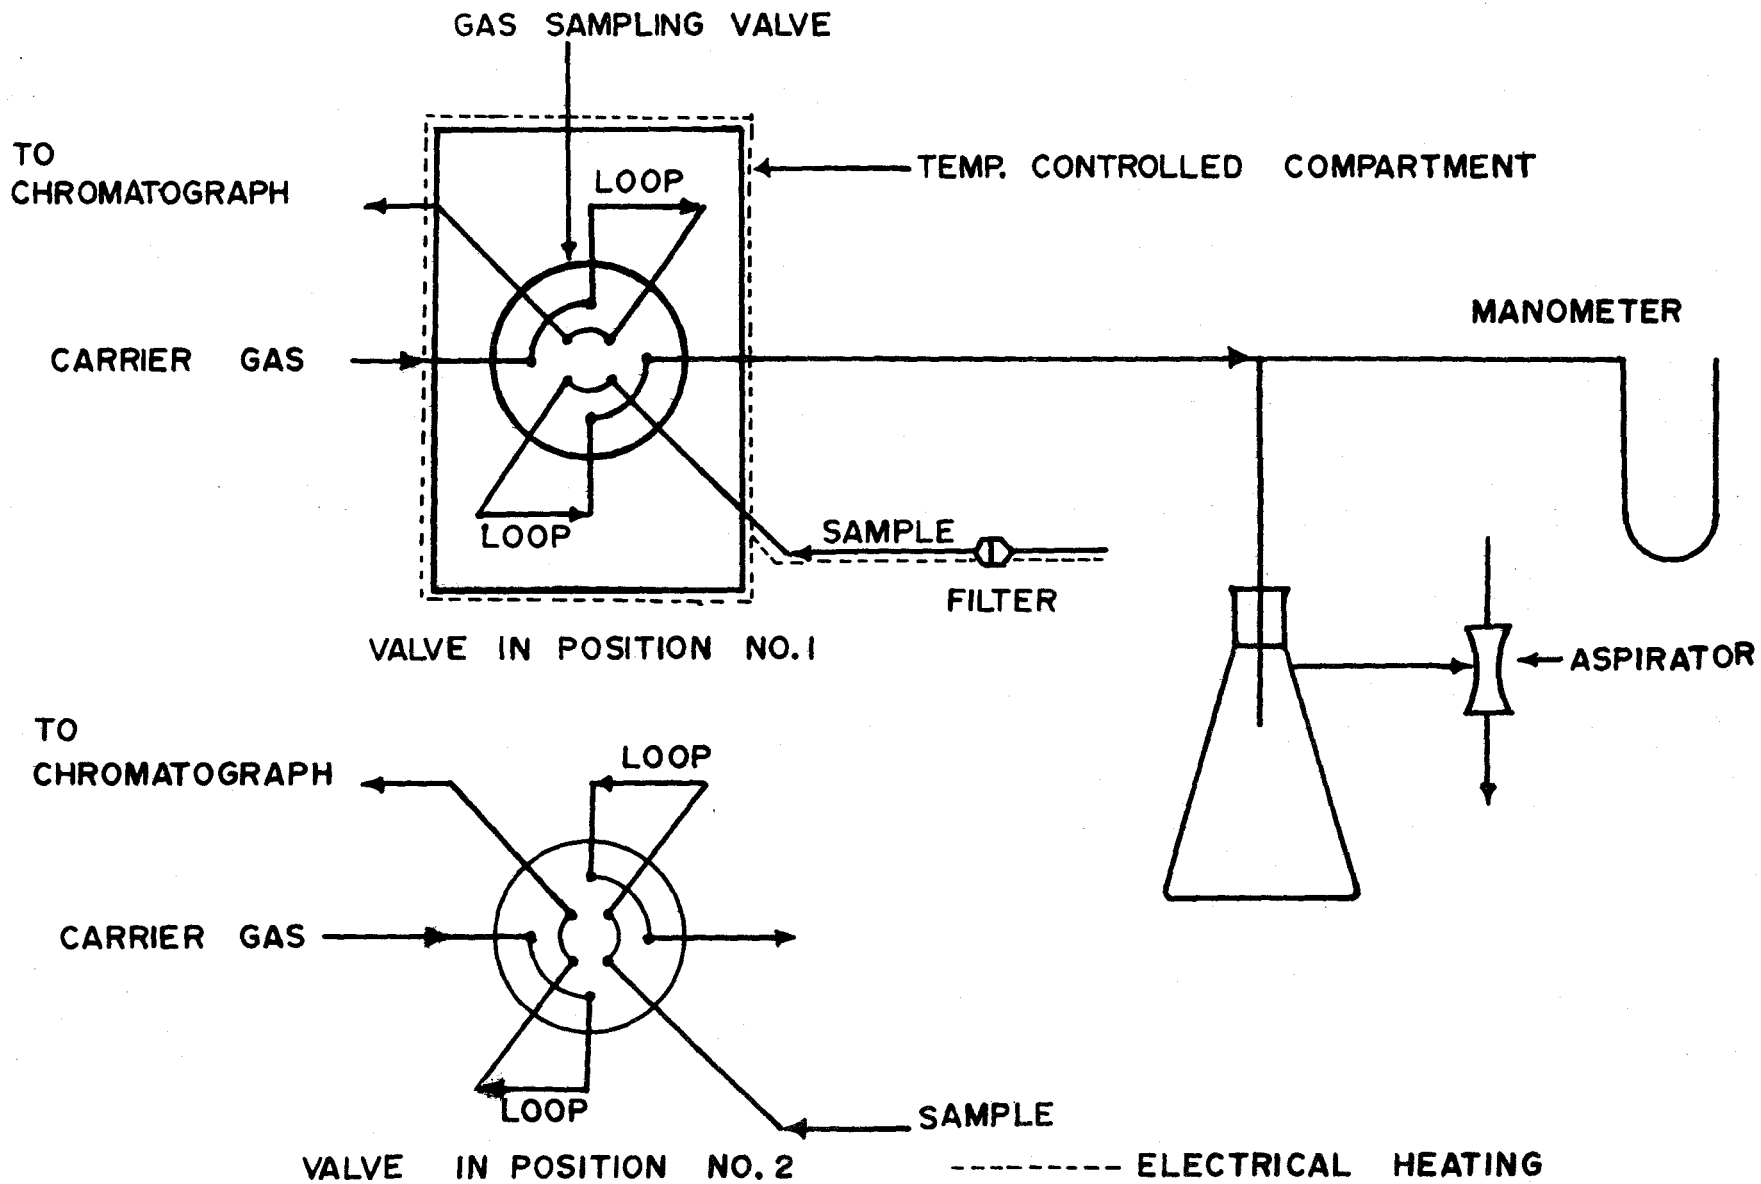 GAS SAMPLING VALVE
TO
CHROMATOGRAPH
LOOP
TEMP. CONTROLLED COMPARTMENT
CARRIER GAS
MANOMETER
LOOP
SAMPLE
FILTER
VALVE IN POSITION NO.1
ASPIRATOR
TO
CHROMATOGRAPH
LOOP
CARRIER GAS
LOOP
SAMPLE
VALVE IN POSITION NO.2
--------- ELECTRICAL HEATING